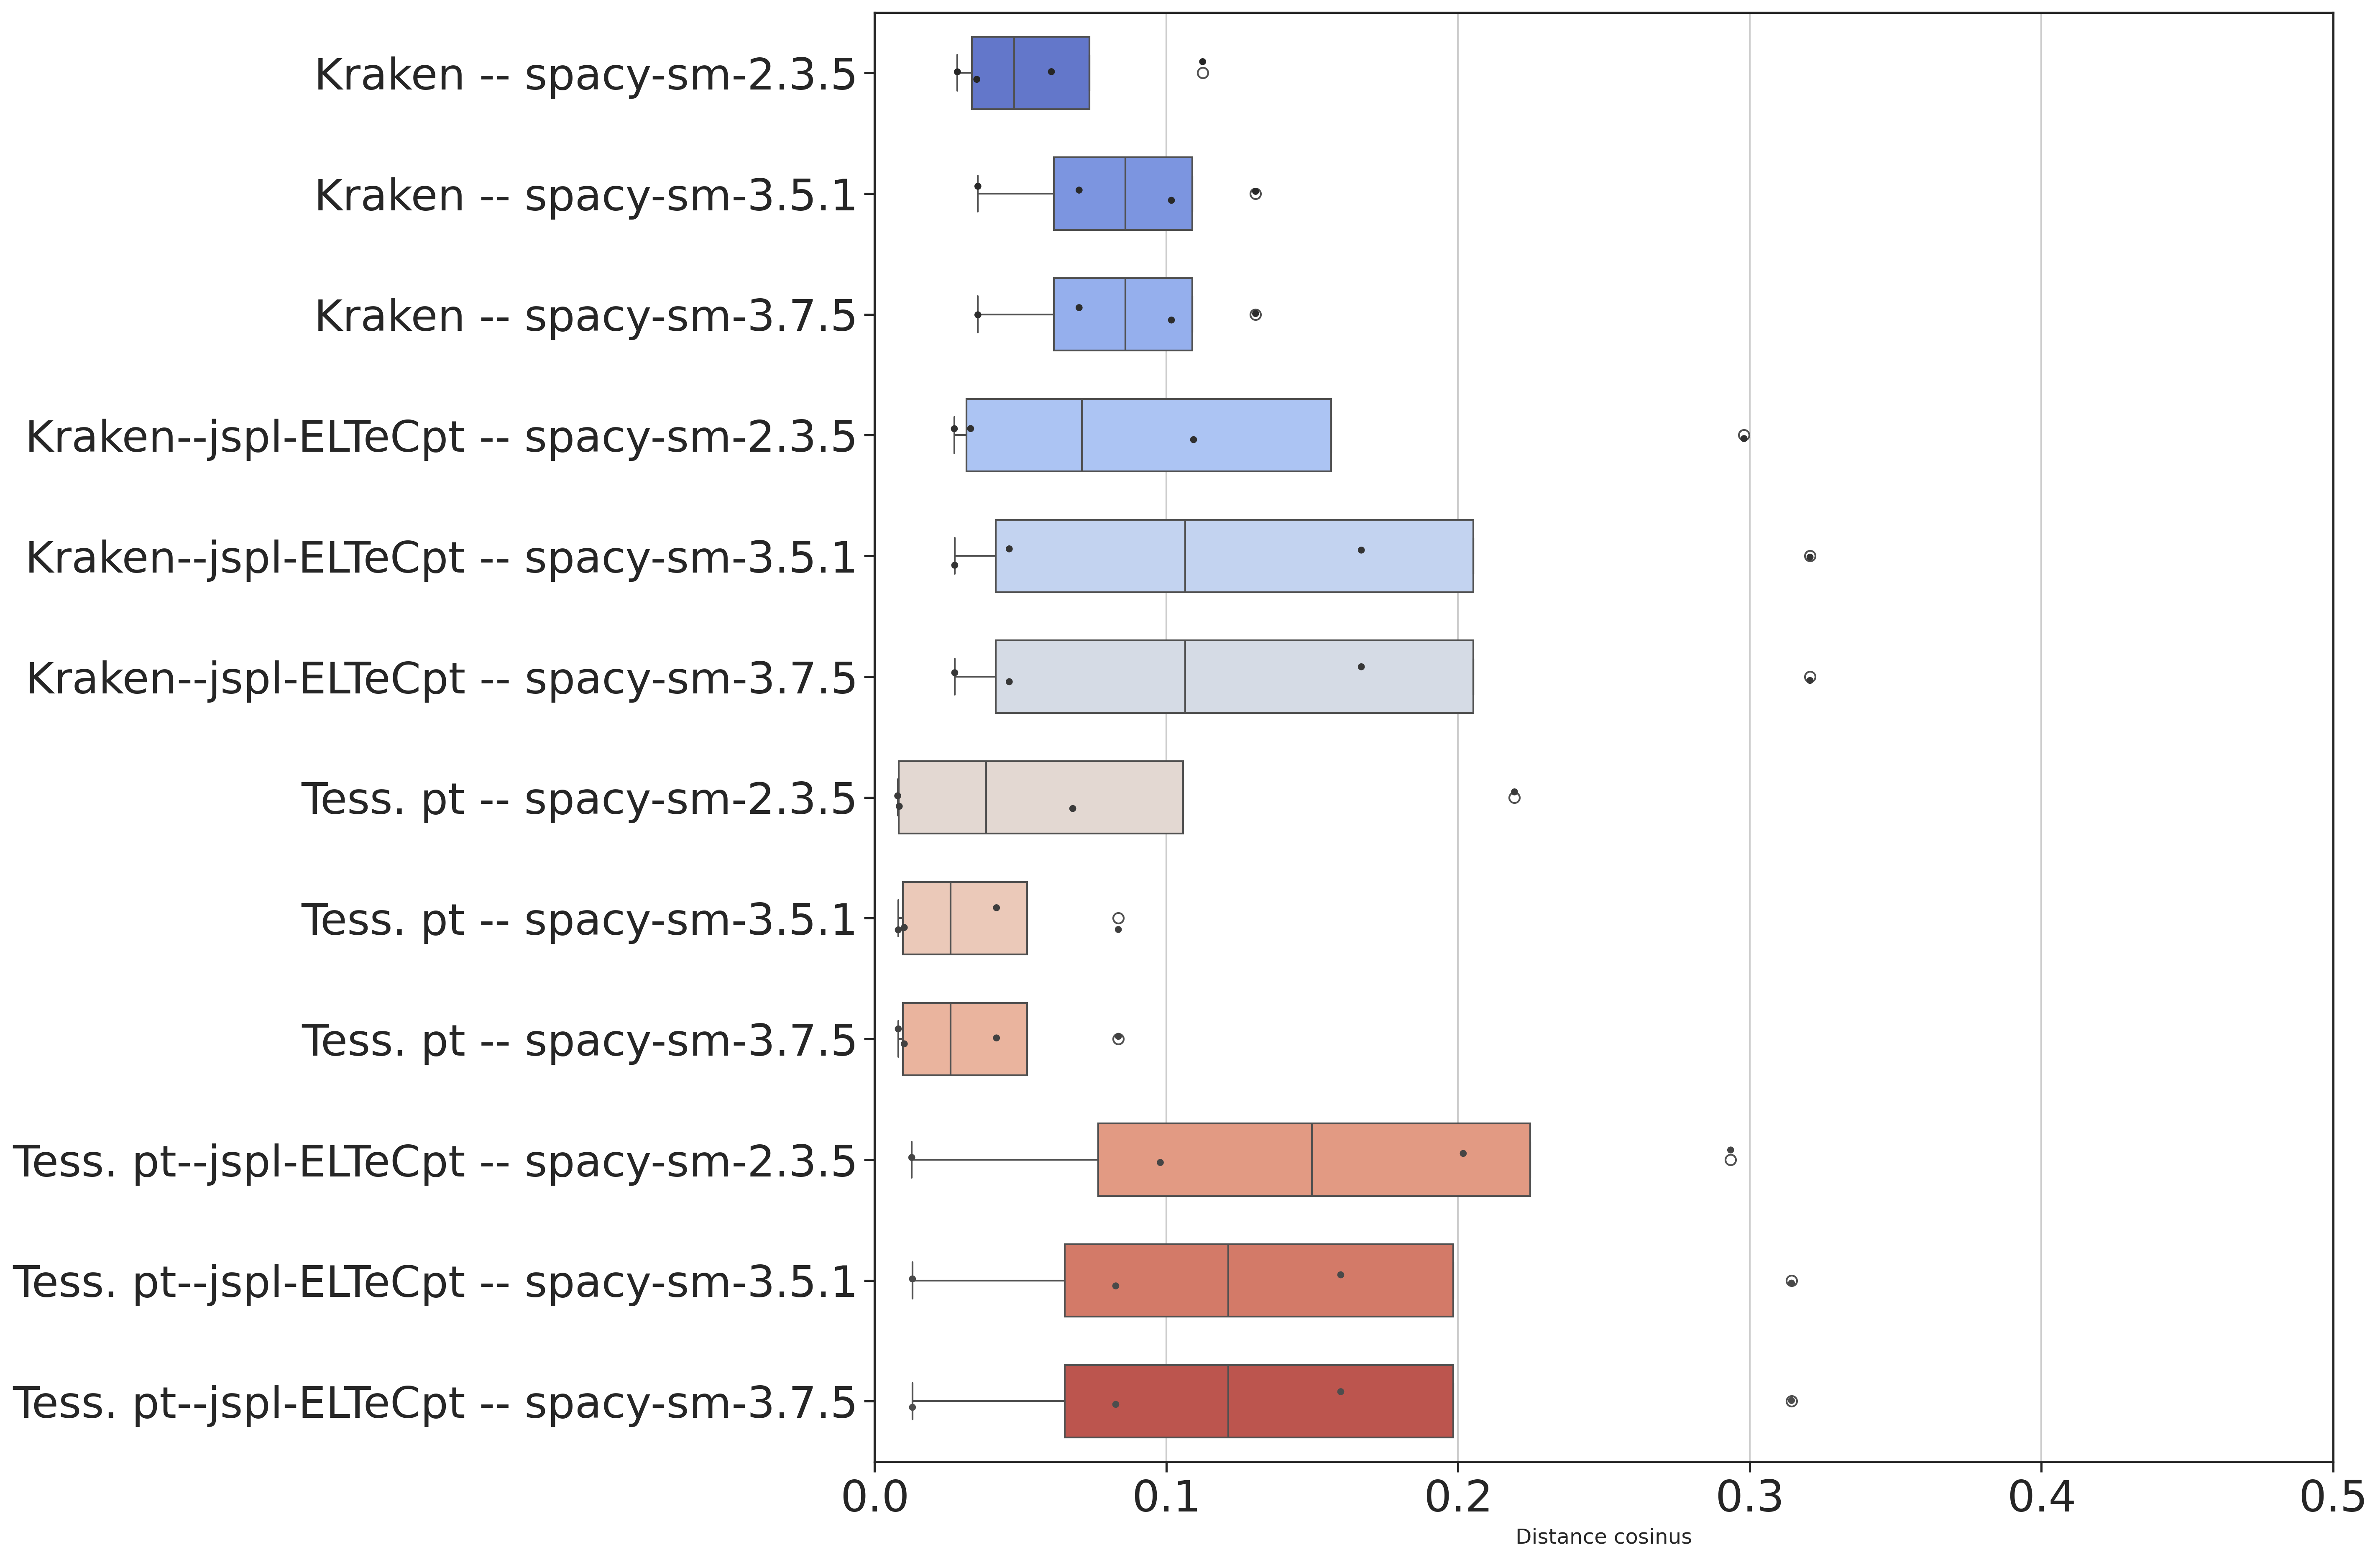 Kraken -- spacy-sm-2.3.5
Kraken -- spacy-sm-3.5.1
Kraken -- spacy-sm-3.7.5
Kraken--jspl-ELTeCpt -- spacy-sm-2.3.5
Kraken--jspl-ELTeCpt -- spacy-sm-3.5.1
Kraken--jspl-ELTeCpt -- spacy-sm-3.7.5
Tess. pt -- spacy-sm-2.3.5
Tess. pt -- spacy-sm-3.5.1
Tess. pt -- spacy-sm-3.7.5
Tess. pt--jspl-ELTeCpt -- spacy-sm-2.3.5
Tess. pt--jspl-ELTeCpt -- spacy-sm-3.5.1
Tess. pt--jspl-ELTeCpt -- spacy-sm-3.7.5
0.0 0.1 0.2 0.3 0.4 0.5
Distance cosinus